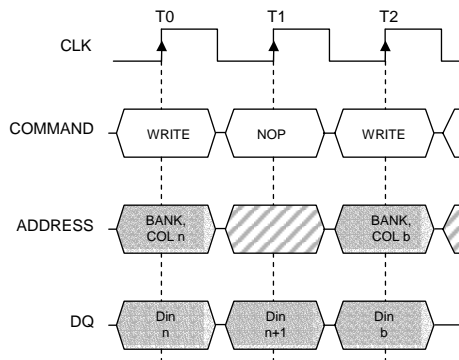 T0 T1 T2
CLK
COMMAND WRITE NOP WRITE
ADDRESS BANK, COL n BANK, COL b
DQ Din n Din n+1 Din b